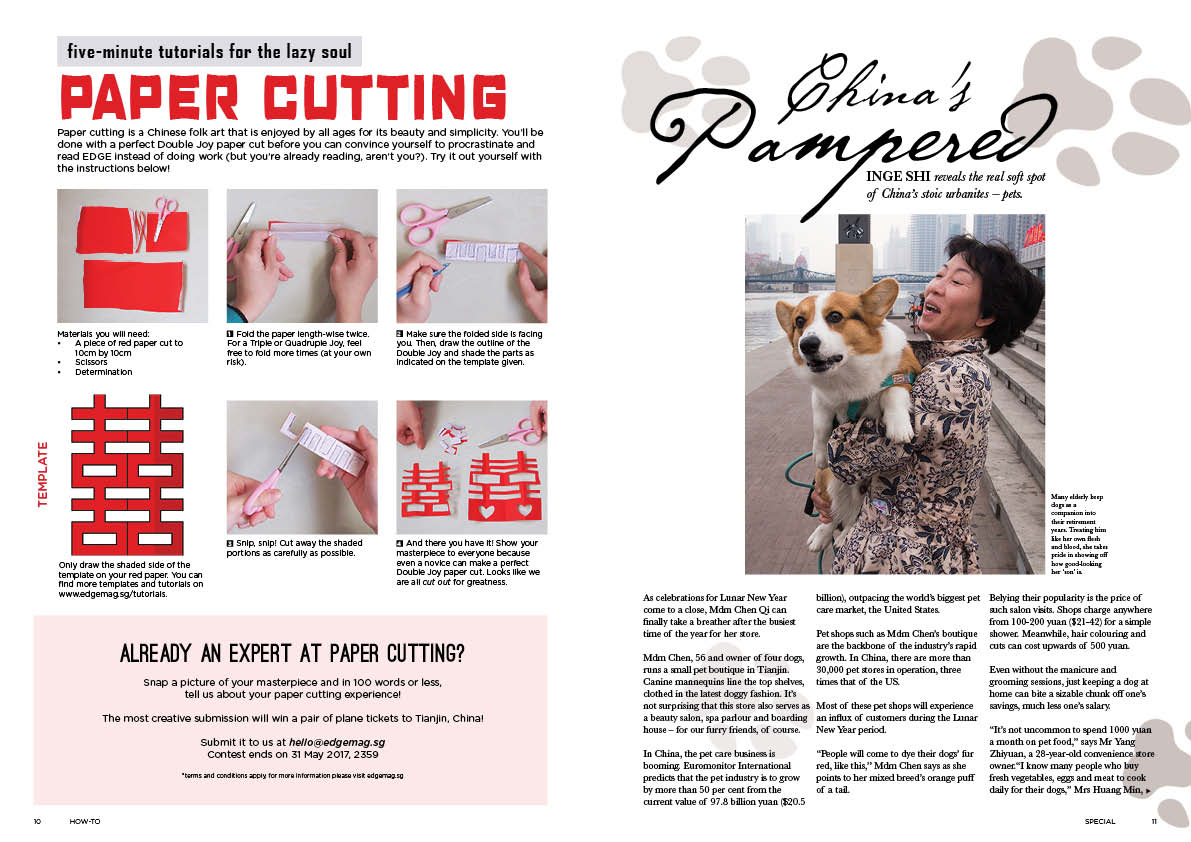 five-minute tutorials for the lazy soul
PAPER CUTTING
Paper cutting is a Chinese folk art that is enjoyed by all ages for its beauty and simplicity. You'll be
done with a perfect Double Joy paper cut before you can convince yourself to procrastinate and
read EDGE instead of doing work (but you're already reading, aren't you?). Try it out yourself with
the instructions below!
Materials you will need:
• A piece of red paper cut to
10cm by 10cm
• Scissors
• Determination
1 Fold the paper length-wise twice.
For a Triple or Quadruple Joy, feel
free to fold more times (at your own
risk).
2 Make sure the folded side is facing
you. Then, draw the outline of the
Double Joy and shade the parts as
indicated on the template given.
TEMPLATE
Only draw the shaded side of the
template on your red paper. You can
find more templates and tutorials on
www.edgemag.sg/tutorials.
3 Snip, snip! Cut away the shaded
portions as carefully as possible.
4 And there you have it! Show your
masterpiece to everyone because
even a novice can make a perfect
Double Joy paper cut. Looks like we
are all cut out for greatness.
ALREADY AN EXPERT AT PAPER CUTTING?
Snap a picture of your masterpiece and in 100 words or less,
tell us about your paper cutting experience!
The most creative submission will win a pair of plane tickets to Tianjin, China!
Submit it to us at hello@edgemag.sg
Contest ends on 31 May 2017, 2359
*terms and conditions apply. for more information please visit edgemag.sg
10 HOW-TO
China's
Pampered
INGE SHI reveals the real soft spot
of China's stoic urbanites – pets.
Many elderly keep
dogs as a
companion into
their retirement
years. Treating him
like her own flesh
and blood, she takes
pride in showing off
how good-looking
her 'son' is.
As celebrations for Lunar New Year
come to a close, Mdm Chen Qi can
finally take a breather after the busiest
time of the year for her store.
Mdm Chen, 56 and owner of four dogs,
runs a small pet boutique in Tianjin.
Canine mannequins line the top shelves,
clothed in the latest doggy fashion. It's
not surprising that this store also serves as
a beauty salon, spa parlour and boarding
house – for our furry friends, of course.
In China, the pet care business is
booming. Euromonitor International
predicts that the pet industry is to grow
by more than 50 per cent from the
current value of 97.8 billion yuan ($20.5
billion), outpacing the world's biggest pet
care market, the United States.
Pet shops such as Mdm Chen's boutique
are the backbone of the industry's rapid
growth. In China, there are more than
30,000 pet stores in operation, three
times that of the US.
Most of these pet shops will experience
an influx of customers during the Lunar
New Year period.
"People will come to dye their dogs' fur
red, like this," Mdm Chen says as she
points to her mixed breed's orange puff
of a tail.
Belying their popularity is the price of
such salon visits. Shops charge anywhere
from 100-200 yuan ($21-42) for a simple
shower. Meanwhile, hair colouring and
cuts can cost upwards of 500 yuan.
Even without the manicure and
grooming sessions, just keeping a dog at
home can bite a sizable chunk off one's
savings, much less one's salary.
"It's not uncommon to spend 1000 yuan
a month on pet food," says Mr Yang
Zhiyuan, a 28-year-old convenience store
owner."I know many people who buy
fresh vegetables, eggs and meat to cook
daily for their dogs," Mrs Huang Min, ▶
SPECIAL 11